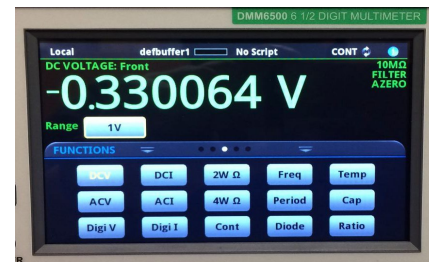 DMM6500 6 1/2 DIGIT MULTIMETER
Local defbuffer1 No Script CONT
DC VOLTAGE: Front 10MΩ
FILTER
AZERO
-0.330064 V
Range 1V
FUNCTIONS
DCV DCI 2W Ω Freq Temp
ACV ACI 4W Ω Period Cap
Digi V Digi I Cont Diode Ratio
R